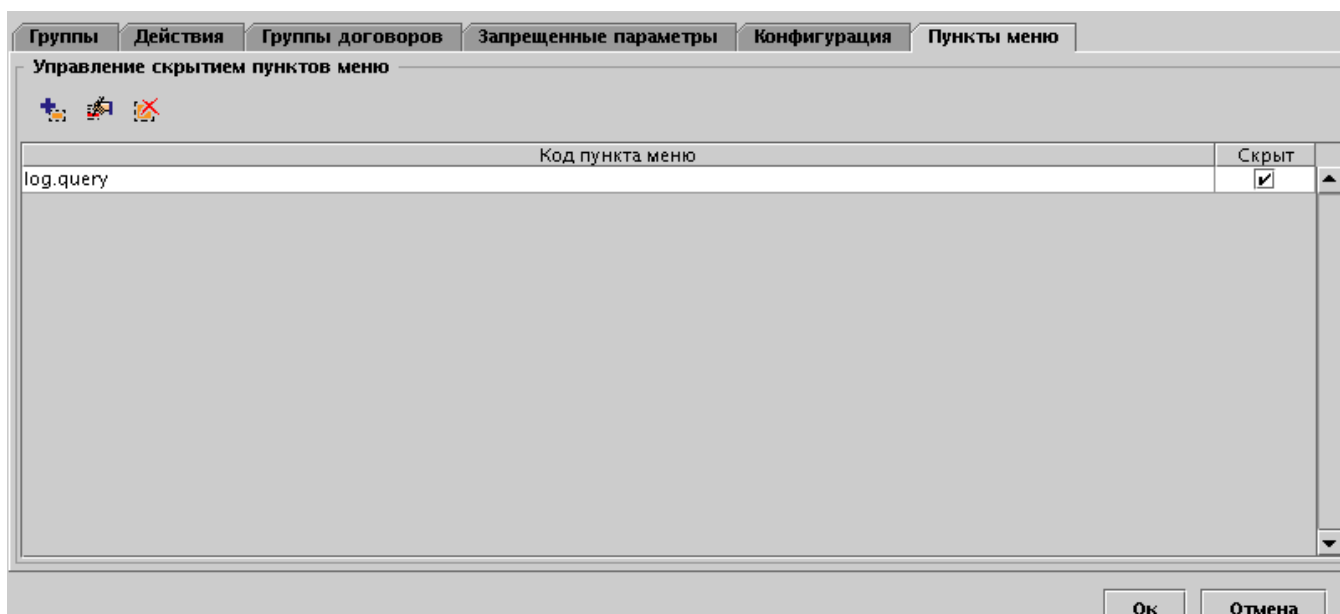 Группы Действия Группы договоров Запрещенные параметры Конфигурация Пункты меню
Управление скрытием пунктов меню
Код пункта меню Скрыт
log.query
Ок Отмена